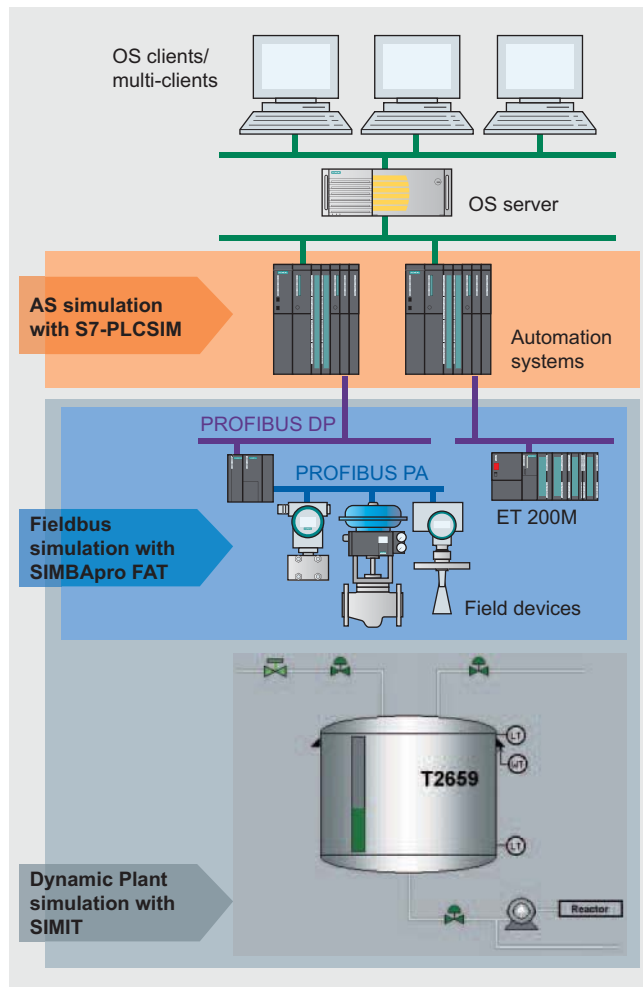 OS clients/
multi-clients
OS server
AS simulation
with S7-PLCSIM
Automation
systems
PROFIBUS DP
PROFIBUS PA
ET 200M
Fieldbus
simulation with
SIMBApro FAT
Field devices
LT
WT
T2659
LT
Dynamic Plant
simulation with
SIMIT
Reactor